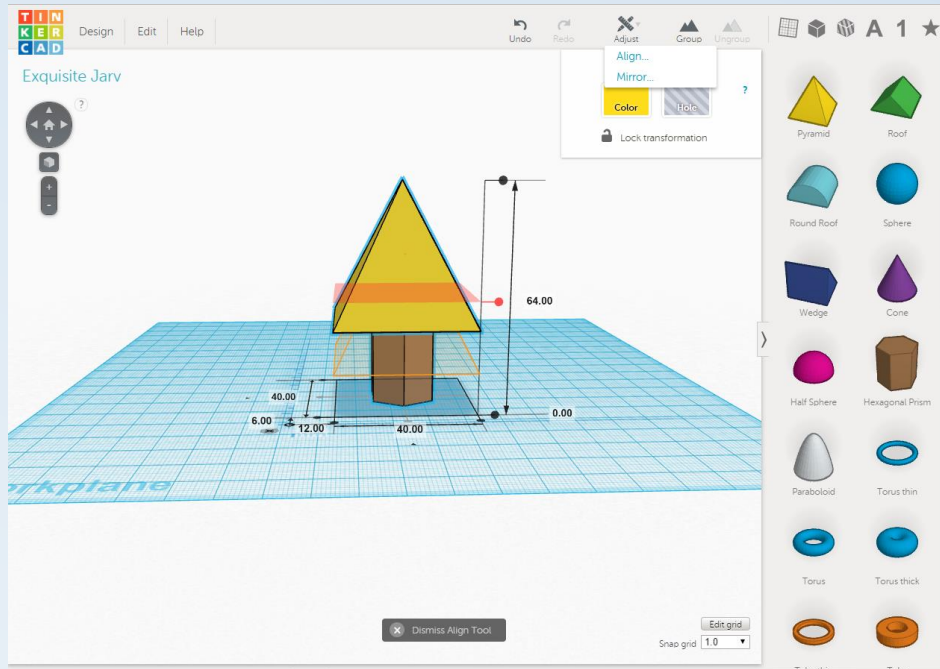 TIN
KER
CAD
Design
Edit
Help
Undo
Redo
Adjust
Group
Ungroup
A 1
Align...
Mirror...
Exquisite Jarv
?
Color
Hole
?
Lock transformation
+
-
64.00
40.00
6.00
12.00
40.00
0.00
rkplane
Pyramid
Roof
Round Roof
Sphere
Wedge
Cone
Half Sphere
Hexagonal Prism
Paraboloid
Torus thin
Torus
Torus thick
Dismiss Align Tool
Edit grid
Snap grid 1.0